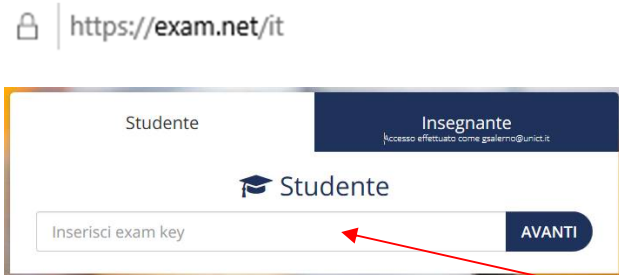 https://exam.net/it
Studente
Insegnante
Accesso effettuato come gsalerno@unict.it
Studente
Inserisci exam key
AVANTI